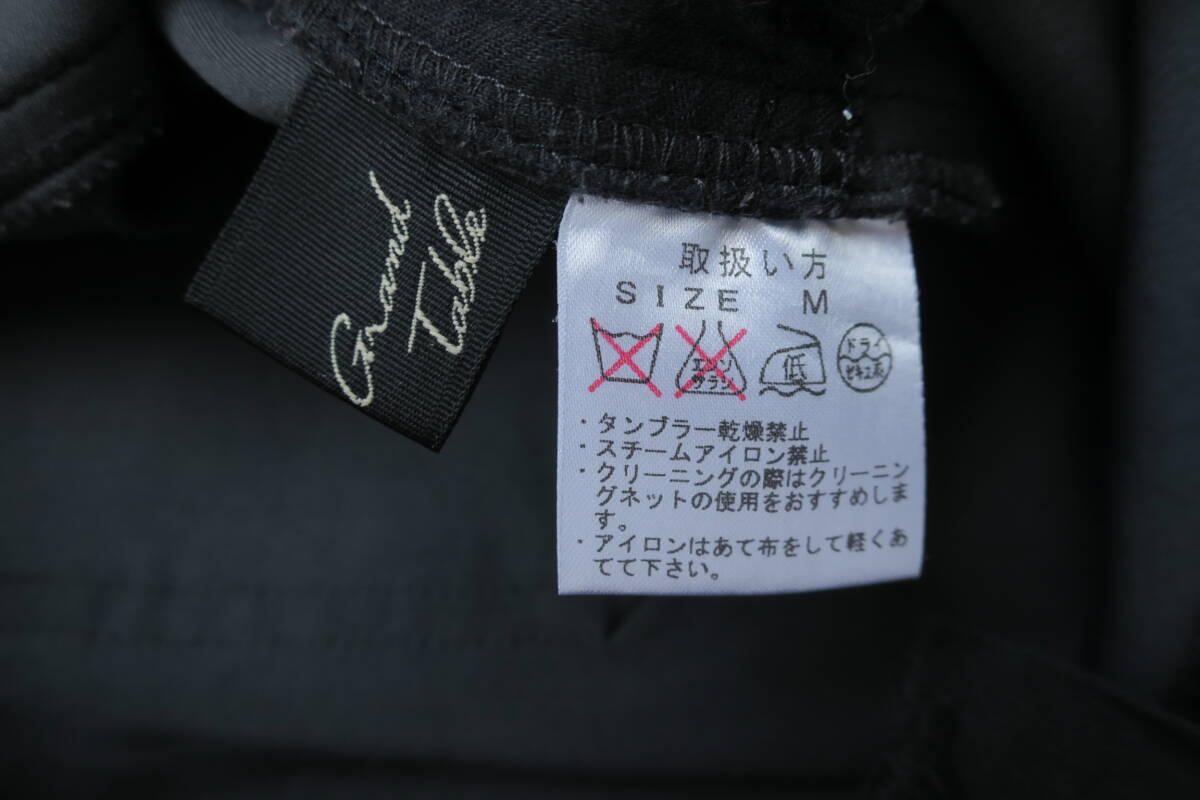 Grand
Table
取扱い方
SIZE M
エンソ
サラシ
低
ドライ
セキユ系
・タンブラー乾燥禁止
・スチームアイロン禁止
・クリーニングの際はクリーニン
グネットの使用をおすすめしま
す。
・アイロンはあて布をして軽くあ
てて下さい。